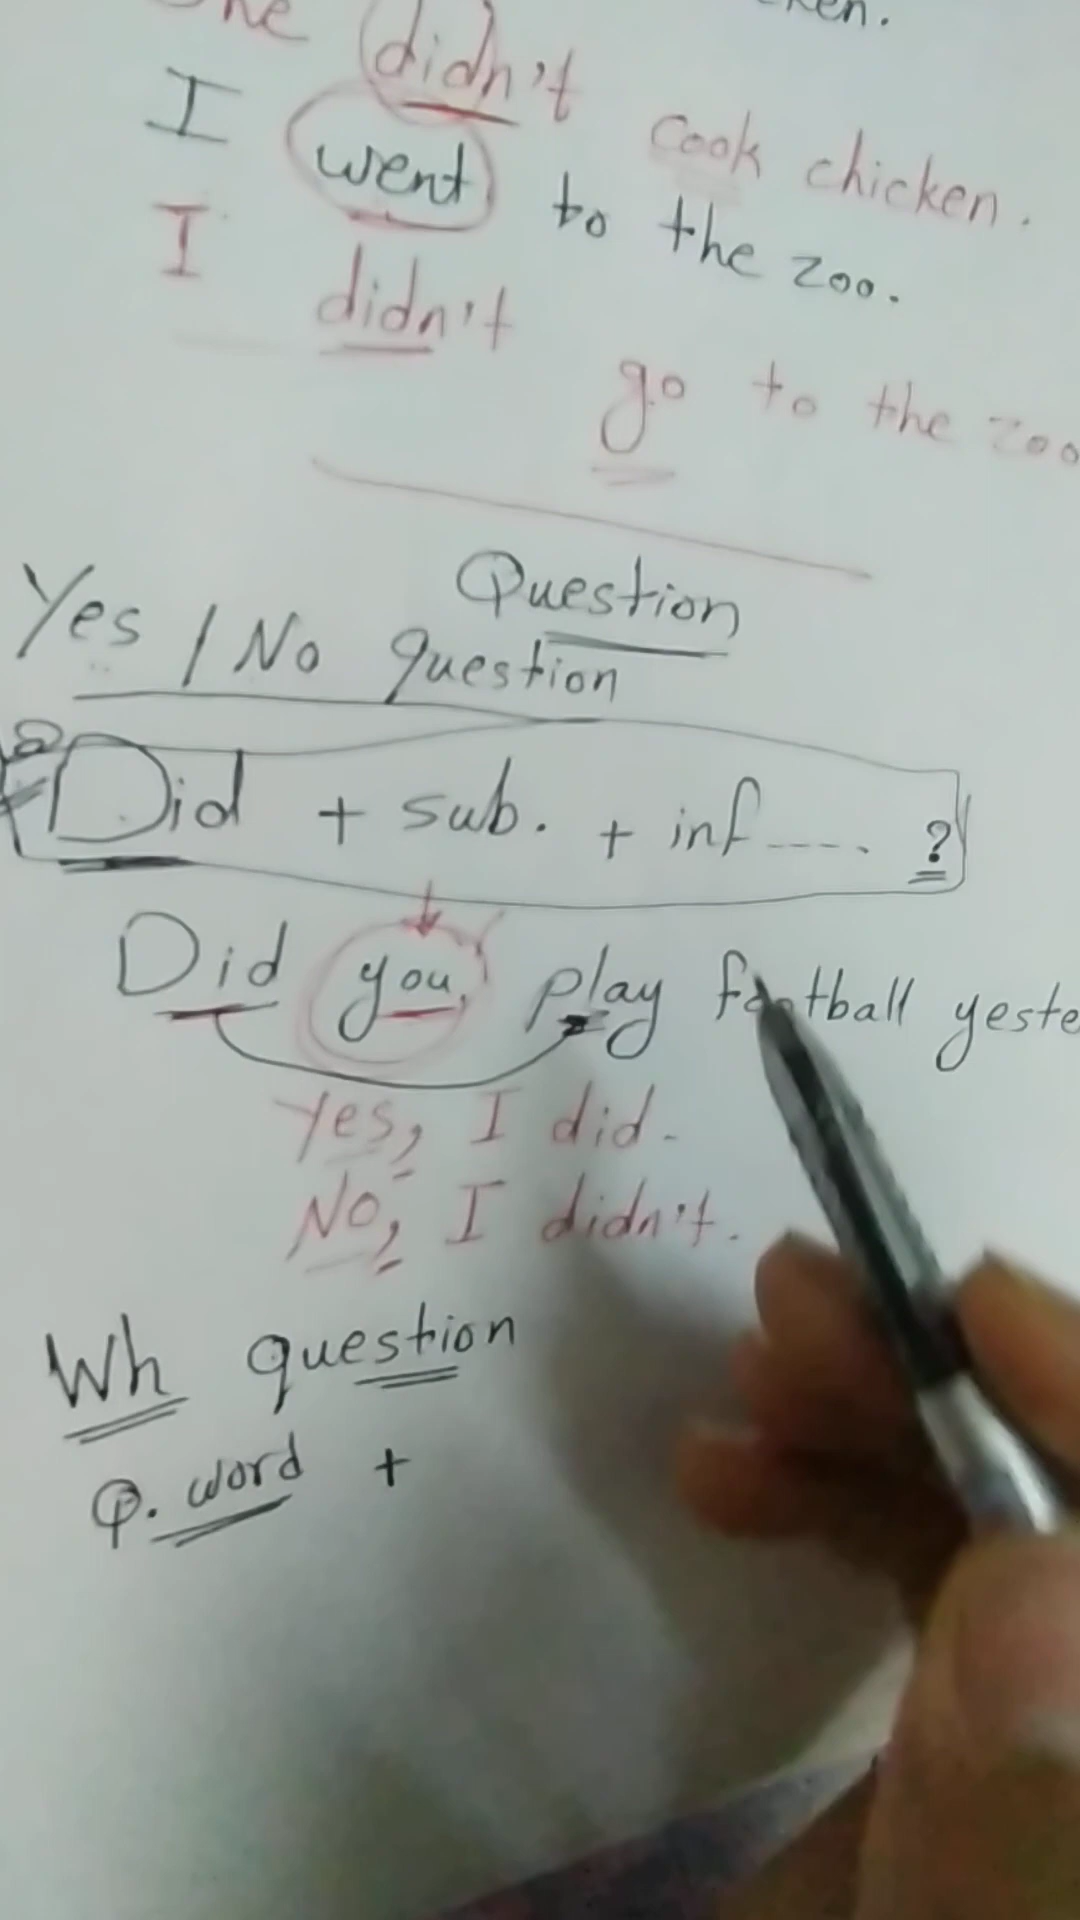 didn't cook chicken.
I went to the zoo.
I didn't go to the zoo
Question
Yes / No question
Did + sub. + inf ----. ?
Did you play football
Yes, I did.
No, I didn't.
Wh question
Q. word +